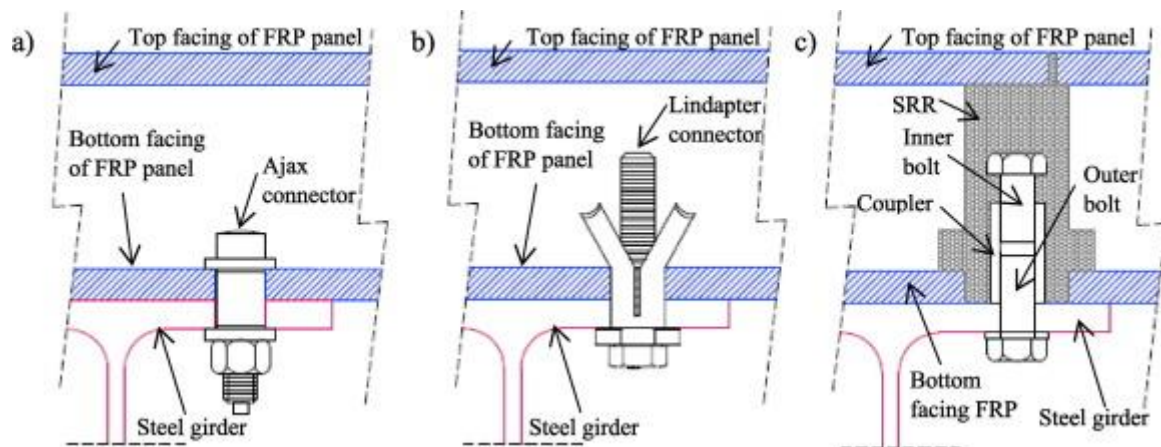 a)
Top facing of FRP panel
Bottom facing
of FRP panel
Ajax
connector
Steel girder
b)
Top facing of FRP panel
Lindapter
connector
Bottom facing
of FRP panel
Steel girder
c)
Top facing of FRP panel
SRR
Inner
bolt
Outer
bolt
Coupler
Bottom
facing FRP
Steel girder